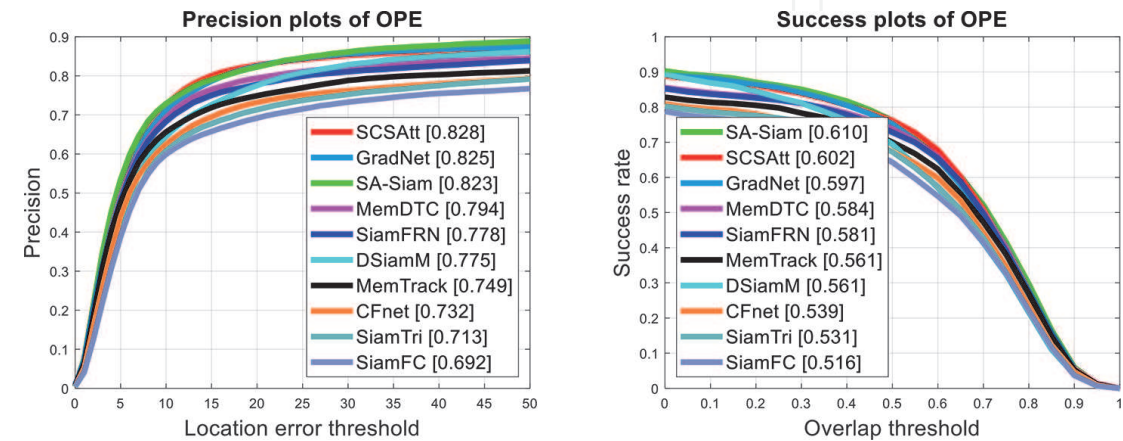 Precision plots of OPE
0.9
0.8
0.7
0.6
0.5
0.4
0.3
0.2
0.1
0
Precision
SCSAtt [0.828]
GradNet [0.825]
SA-Siam [0.823]
MemDTC [0.794]
SiamFRN [0.778]
DSiamM [0.775]
MemTrack [0.749]
CFnet [0.732]
SiamTri [0.713]
SiamFC [0.692]
0 5 10 15 20 25 30 35 40 45 50
Location error threshold
Success plots of OPE
1
0.9
0.8
0.7
0.6
0.5
0.4
0.3
0.2
0.1
0
Success rate
SA-Siam [0.610]
SCSAtt [0.602]
GradNet [0.597]
MemDTC [0.584]
SiamFRN [0.581]
MemTrack [0.561]
DSiamM [0.561]
CFnet [0.539]
SiamTri [0.531]
SiamFC [0.516]
0 0.1 0.2 0.3 0.4 0.5 0.6 0.7 0.8 0.9 1
Overlap threshold